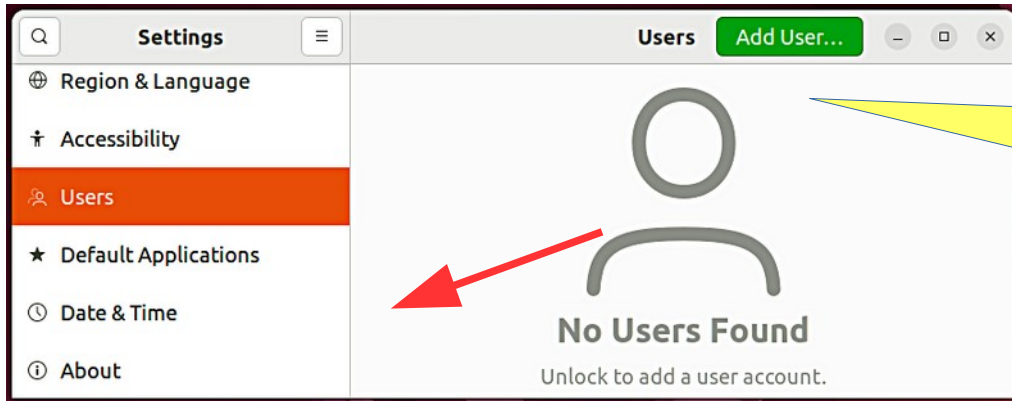 Settings
Users
Add User...
Region & Language
Accessibility
Users
Default Applications
Date & Time
About
No Users Found
Unlock to add a user account.